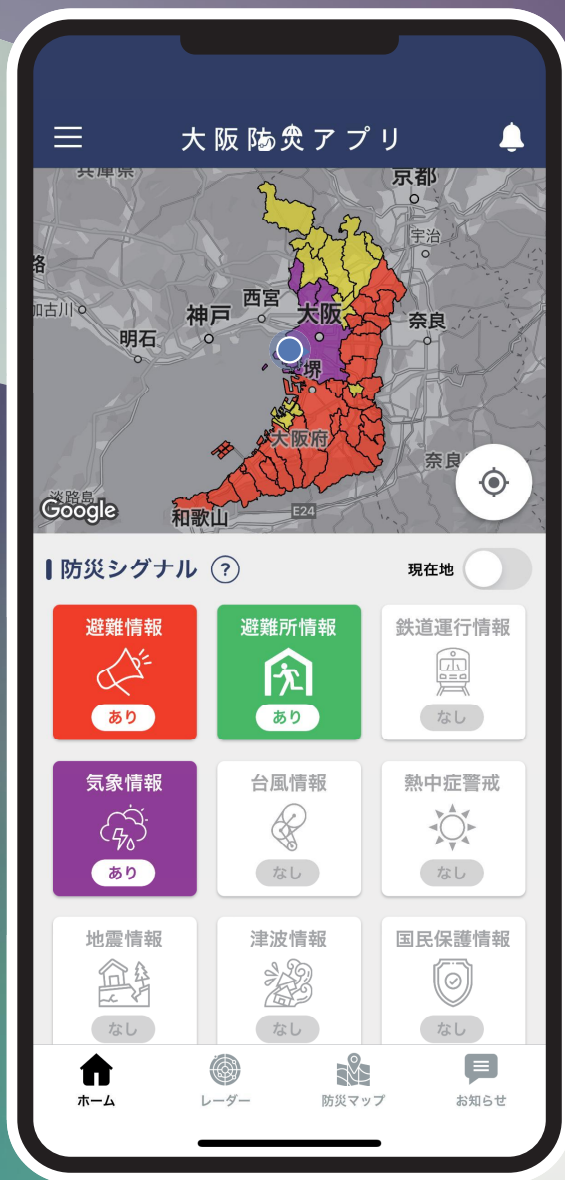 大阪防災アプリ
兵庫県
京都
宇治
加古川
西宮
神戸
大阪
奈良
明石
堺
大阪府
奈良
淡路島
Google
和歌山
E24
防災シグナル ?
現在地
避難情報
あり
避難所情報
あり
鉄道運行情報
なし
気象情報
あり
台風情報
なし
熱中症警戒
なし
地震情報
なし
津波情報
なし
国民保護情報
なし
ホーム
レーダー
防災マップ
お知らせ